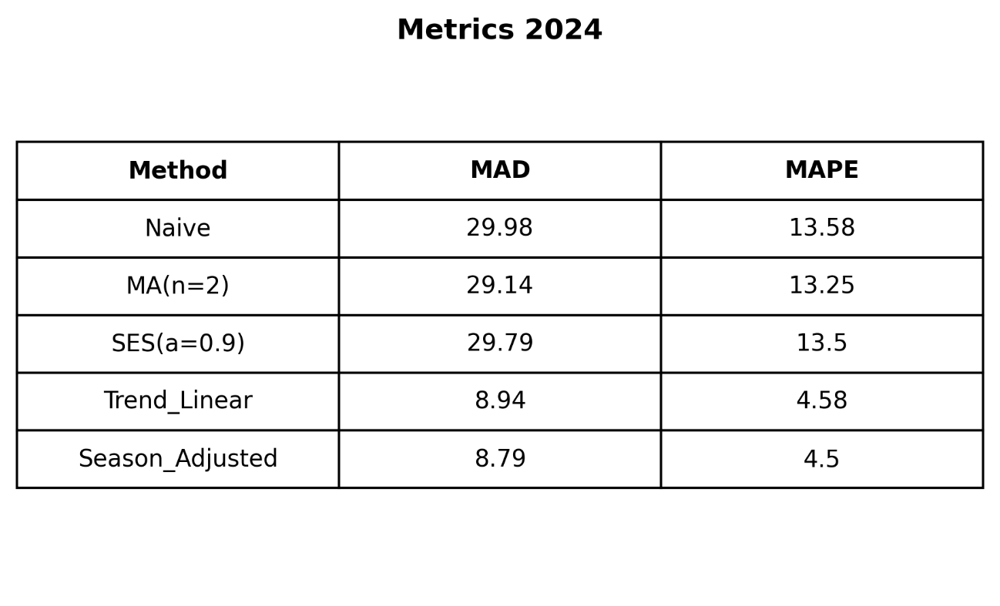 Metrics 2024
Method MAD MAPE
Naive 29.98 13.58
MA(n=2) 29.14 13.25
SES(a=0.9) 29.79 13.5
Trend_Linear 8.94 4.58
Season_Adjusted 8.79 4.5